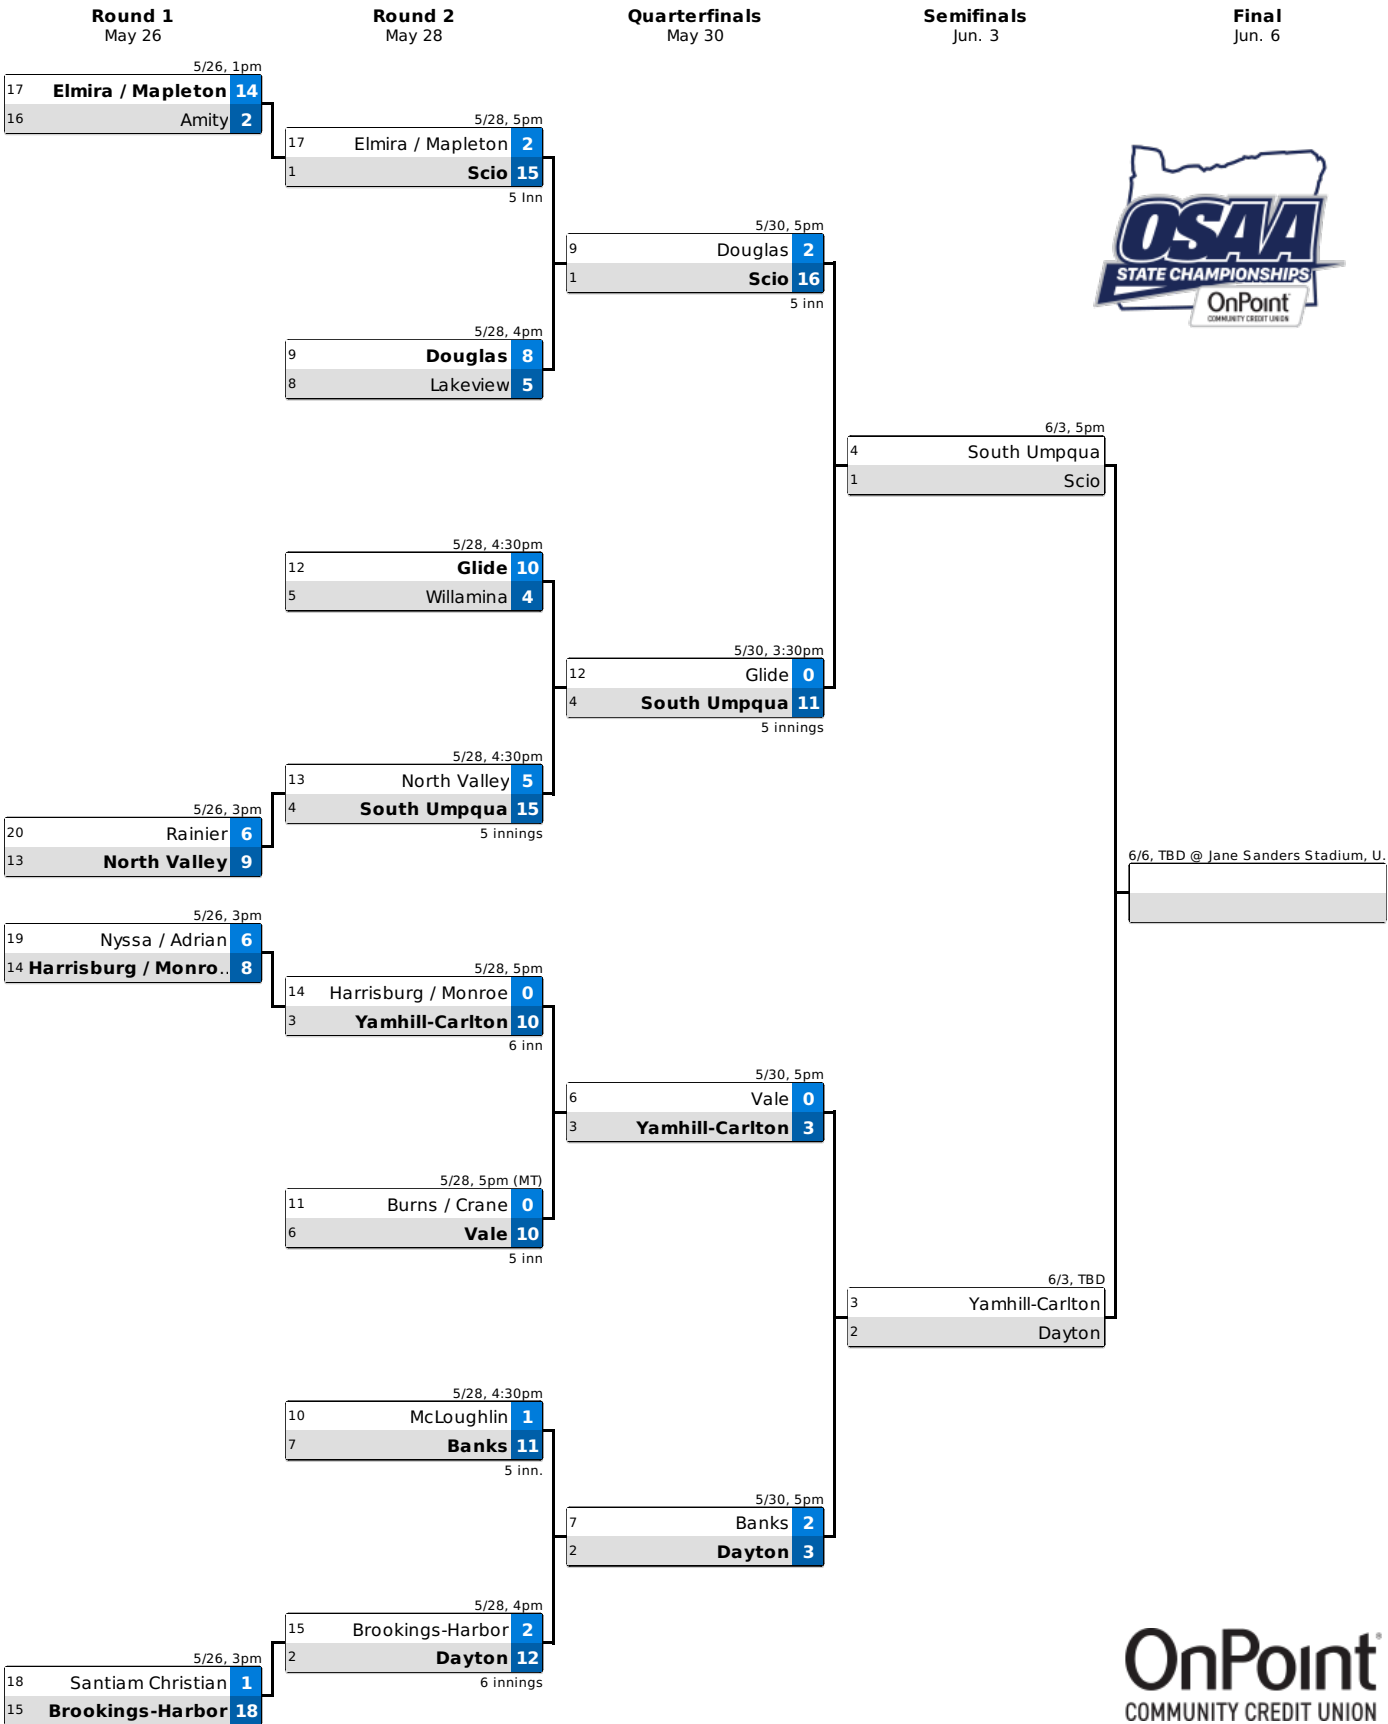 Round 1
May 26
Round 2
May 28
Quarterfinals
May 30
Semifinals
Jun. 3
Final
Jun. 6
5/26, 1pm
17 Elmira / Mapleton 14
16 Amity 2
5/28, 5pm
17 Elmira / Mapleton 2
1 Scio 15
5 Inn
5/30, 5pm
9 Douglas 2
1 Scio 16
5 inn
OSAA
STATE CHAMPIONSHIPS
OnPoint
COMMUNITY CREDIT UNION
5/28, 4pm
9 Douglas 8
8 Lakeview 5
6/3, 5pm
4 South Umpqua
1 Scio
5/28, 4:30pm
12 Glide 10
5 Willamina 4
5/30, 3:30pm
12 Glide 0
4 South Umpqua 11
5 innings
5/28, 4:30pm
13 North Valley 5
4 South Umpqua 15
5 innings
5/26, 3pm
20 Rainier 6
13 North Valley 9
6/6, TBD @ Jane Sanders Stadium, U.
5/26, 3pm
19 Nyssa / Adrian 6
14 Harrisburg / Monro.. 8
5/28, 5pm
14 Harrisburg / Monroe 0
3 Yamhill-Carlton 10
6 inn
5/30, 5pm
6 Vale 0
3 Yamhill-Carlton 3
5/28, 5pm (MT)
11 Burns / Crane 0
6 Vale 10
5 inn
6/3, TBD
3 Yamhill-Carlton
2 Dayton
5/28, 4:30pm
10 McLoughlin 1
7 Banks 11
5 inn.
5/30, 5pm
7 Banks 2
2 Dayton 3
5/28, 4pm
15 Brookings-Harbor 2
2 Dayton 12
6 innings
5/26, 3pm
18 Santiam Christian 1
15 Brookings-Harbor 18
OnPoint®
COMMUNITY CREDIT UNION